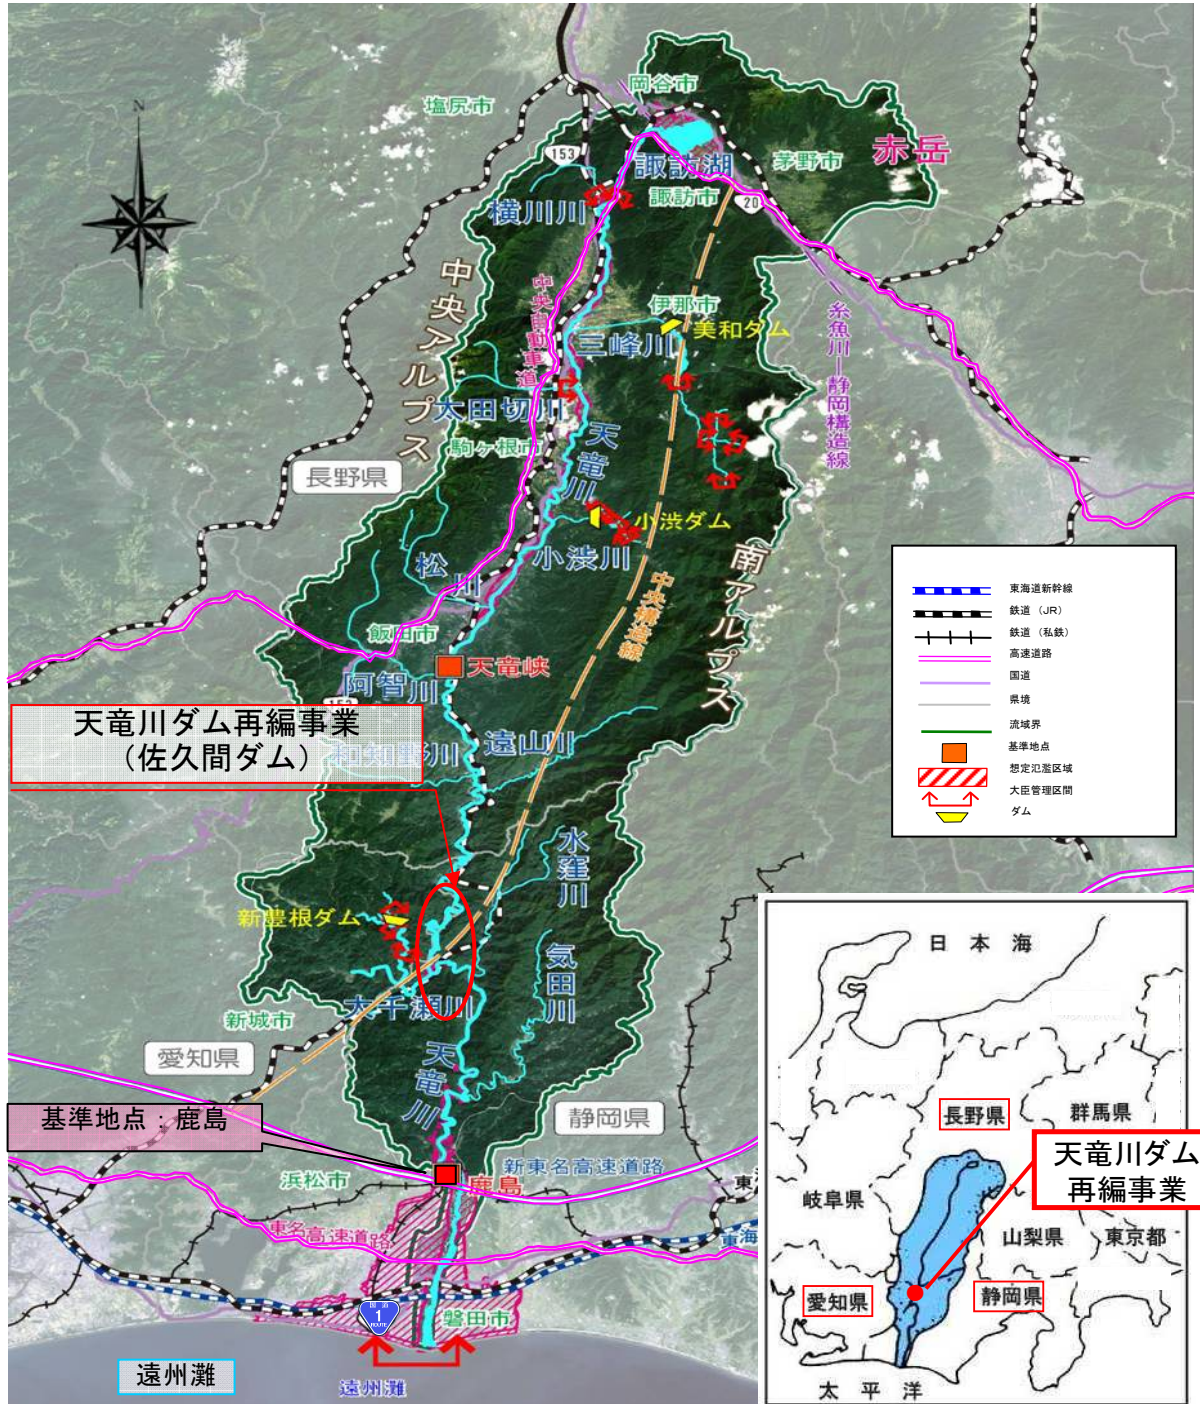 N
岡谷市
塩尻市
赤岳
153
諏訪湖
茅野市
諏訪市
20
横川川
中央アルプス
中央自動車道
伊那市
美和ダム
三峰川
糸魚川ー静岡構造線
太田切川
駒ヶ根市
天竜川
長野県
小渋ダム
小渋川
南アルプス
松川
中央構造線
飯田市
天竜峡
阿智川
天竜川ダム再編事業
（佐久間ダム）
和知野川
遠山川
水窪川
新豊根ダム
気田川
大千瀬川
新城市
愛知県
天竜川
静岡県
基準地点：鹿島
新東名高速道路
浜松市
鹿島
東名高速道路
東海
国道
1
ROUTE
磐田市
遠州灘
遠州灘
東海道新幹線
鉄道（JR）
鉄道（私鉄）
高速道路
国道
県境
流域界
基準地点
想定氾濫区域
大臣管理区間
ダム
日本海
長野県
群馬県
天竜川ダム
再編事業
岐阜県
山梨県
東京都
愛知県
静岡県
太平洋